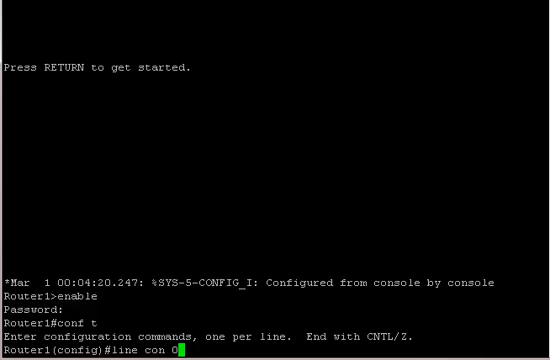 Press RETURN to get started.
*Mar  1 00:04:20.247: %SYS-5-CONFIG_I: Configured from console by console
Router1>enable
Password:
Router1#conf t
Enter configuration commands, one per line.  End with CNTL/Z.
Router1(config)#line con 0